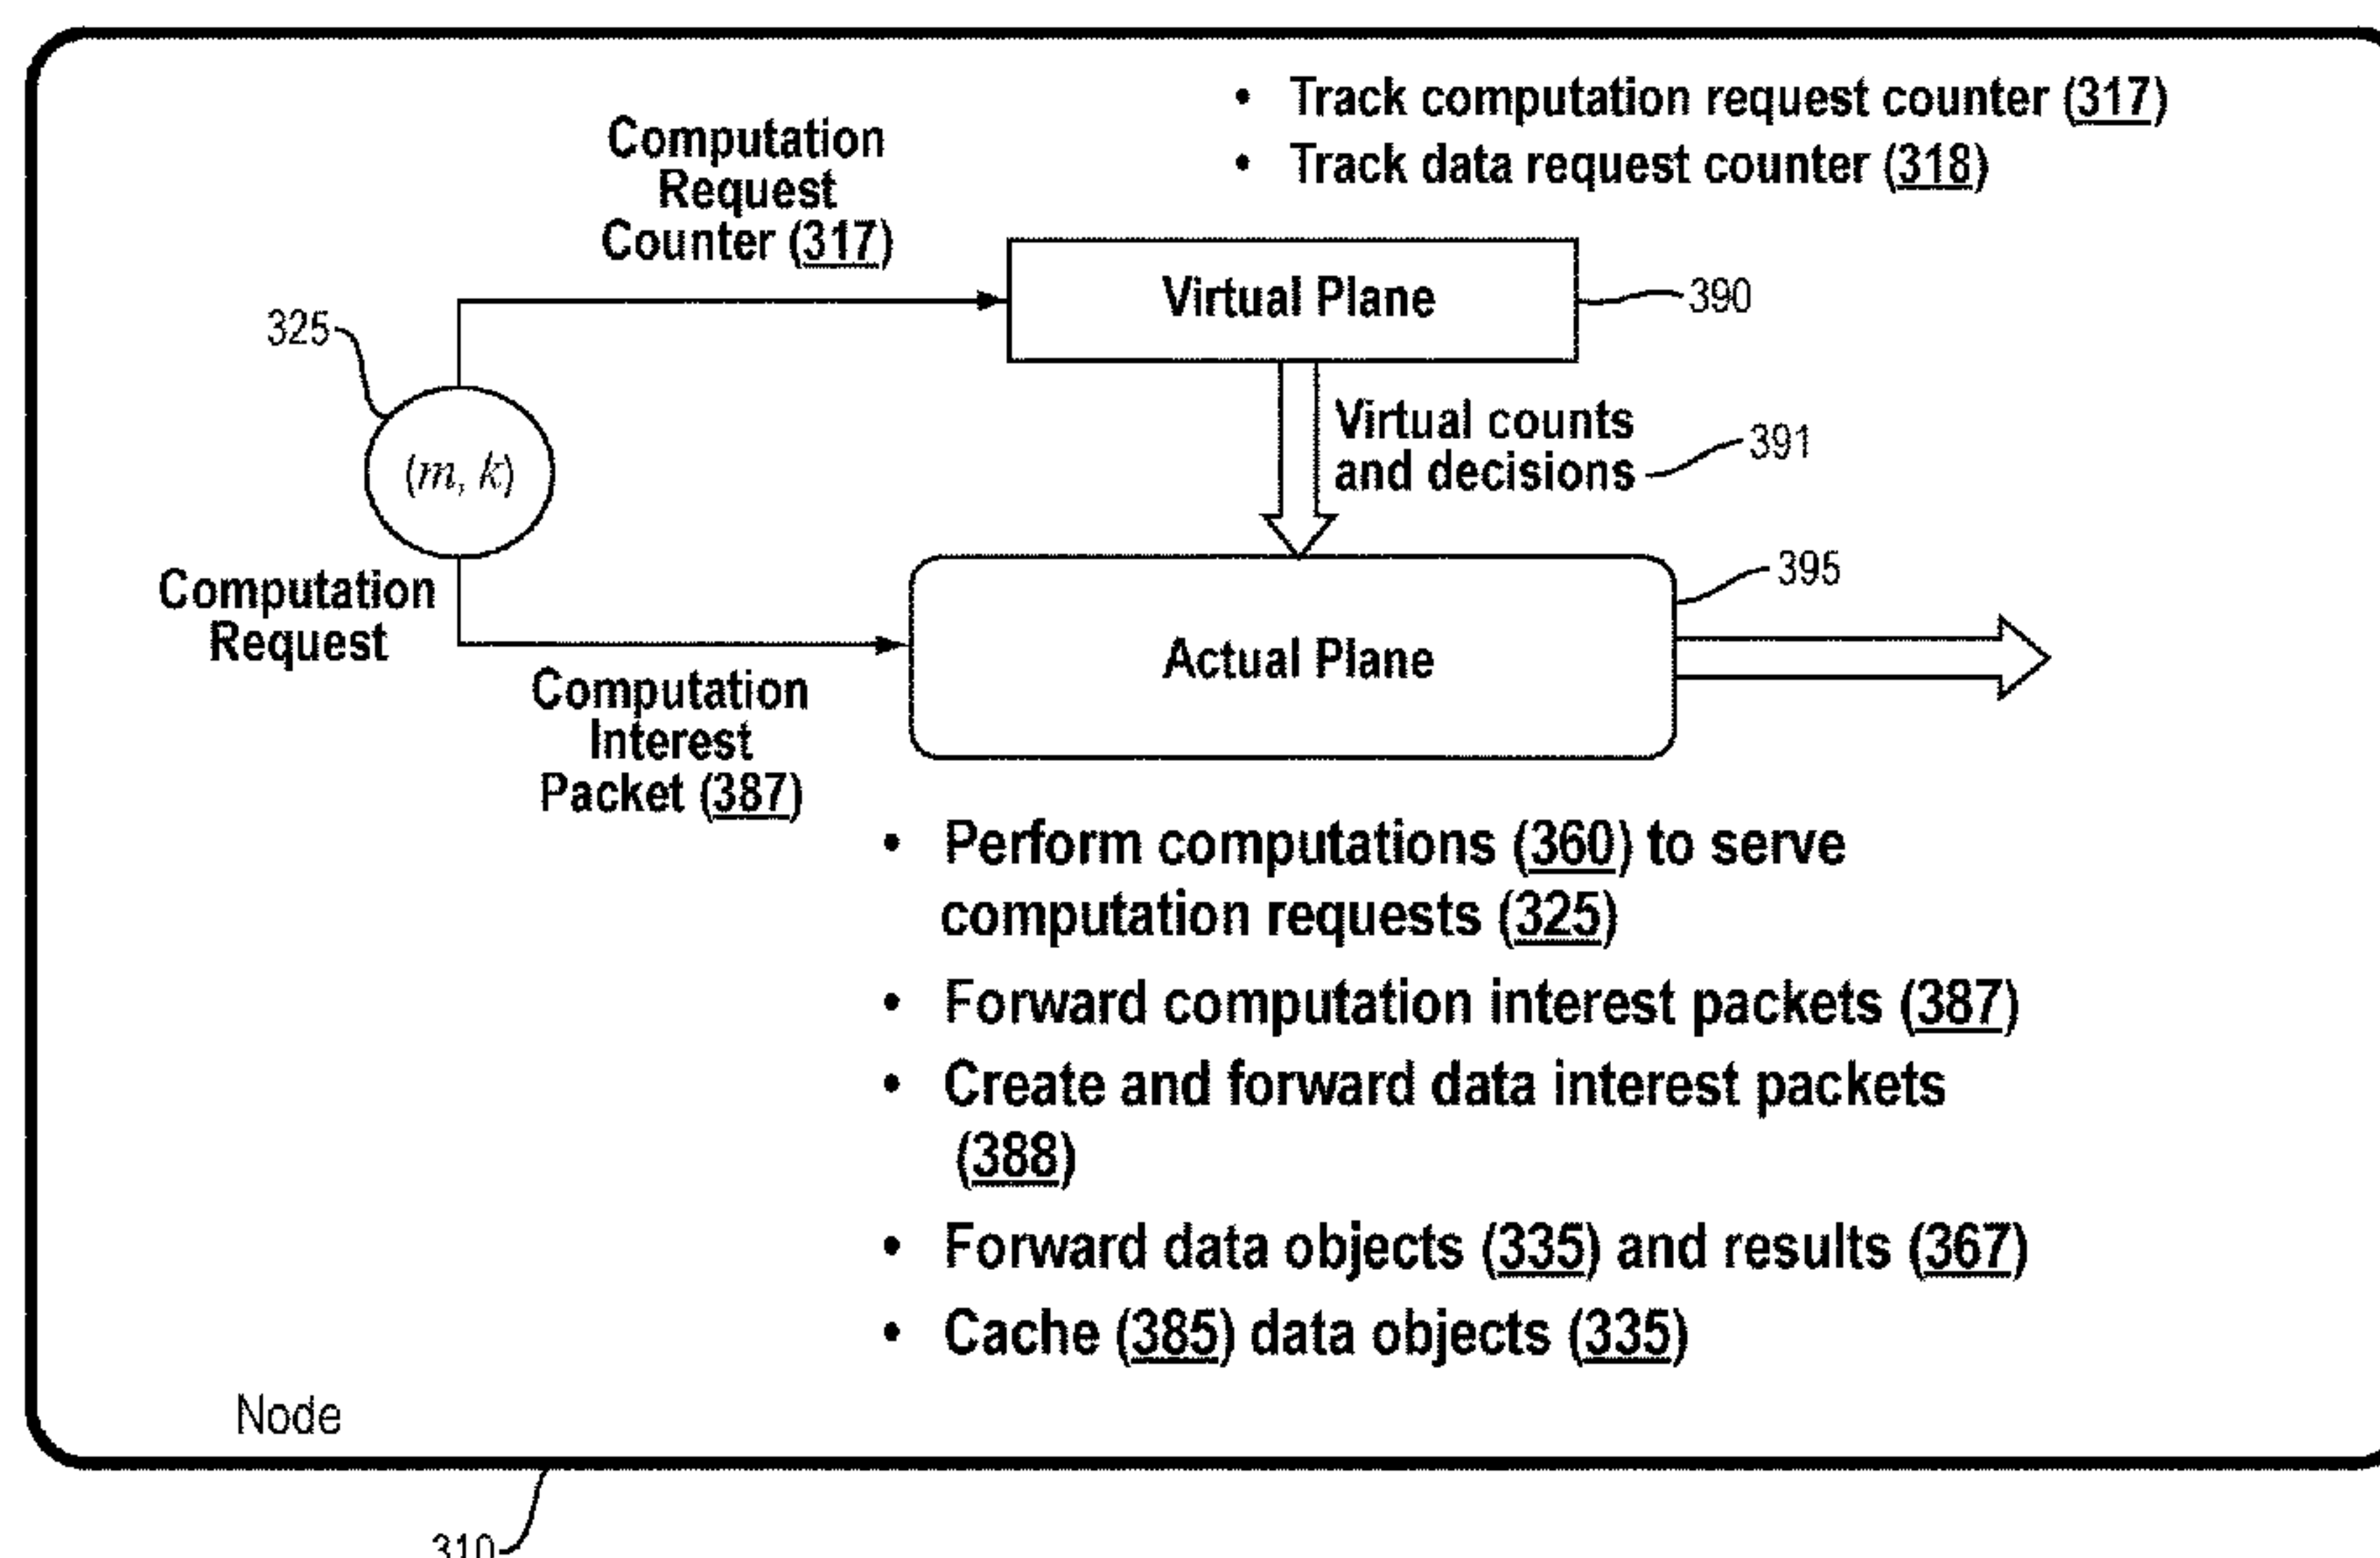 • Track computation request counter (317)
• Track data request counter (318)
Computation
Request
Counter (317)
Virtual Plane
390
325
(m, k)
Virtual counts
and decisions
391
Computation
Request
395
Actual Plane
Computation
Interest
Packet (387)
• Perform computations (360) to serve
computation requests (325)
• Forward computation interest packets (387)
• Create and forward data interest packets
(388)
• Forward data objects (335) and results (367)
• Cache (385) data objects (335)
Node
310